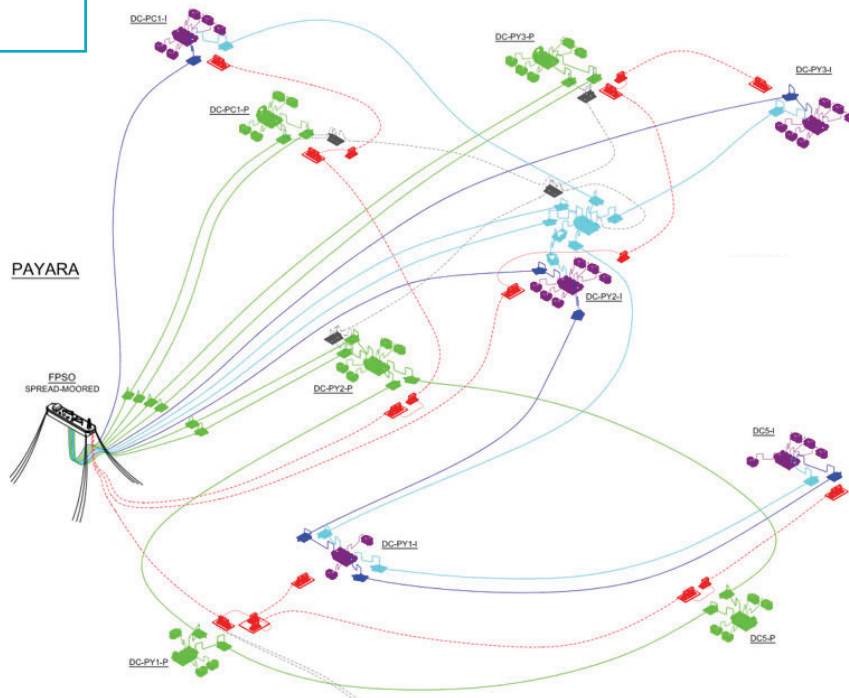 DC-PC1-I
DC-PY3-P
DC-PY3-I
DC-PC1-P
PAYARA
DC-PY2-I
FPSO
SPREAD-MOORED
DC-PY2-P
DC5-I
DC-PY1-I
DC-PY1-P
DC5-P